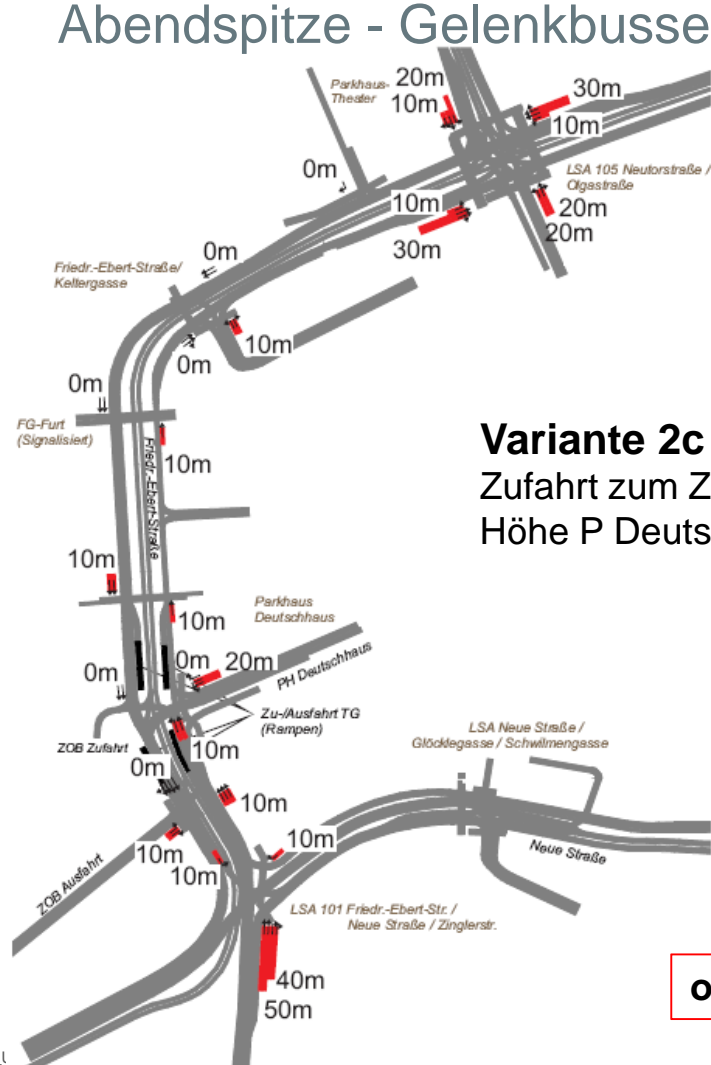 Abendspitze - Gelenkbusse
Parkhaus-
Theater
20m
10m
30m
10m
0m
LSA 105 Neutorstraße /
Olgastraße
10m
20m
20m
30m
0m
Friedr.-Ebert-Straße/
Keltergasse
10m
0m
0m
FG-Furt
(Signalisiert)
10m
Friedr.-Ebert-Straße
Variante 2c
Zufahrt zum Z
Höhe P Deuts
10m
10m
Parkhaus
Deutschhaus
0m
0m
20m
PH Deutschhaus
Zu-/Ausfahrt TG
(Rampen)
ZOB Zufahrt
10m
0m
LSA Neue Straße /
Glöcklegasse / Schwilmengasse
10m
10m
10m
10m
Neue Straße
ZOB Ausfahrt
LSA 101 Friedr.-Ebert-Str. /
Neue Straße / Zinglerstr.
40m
50m
o